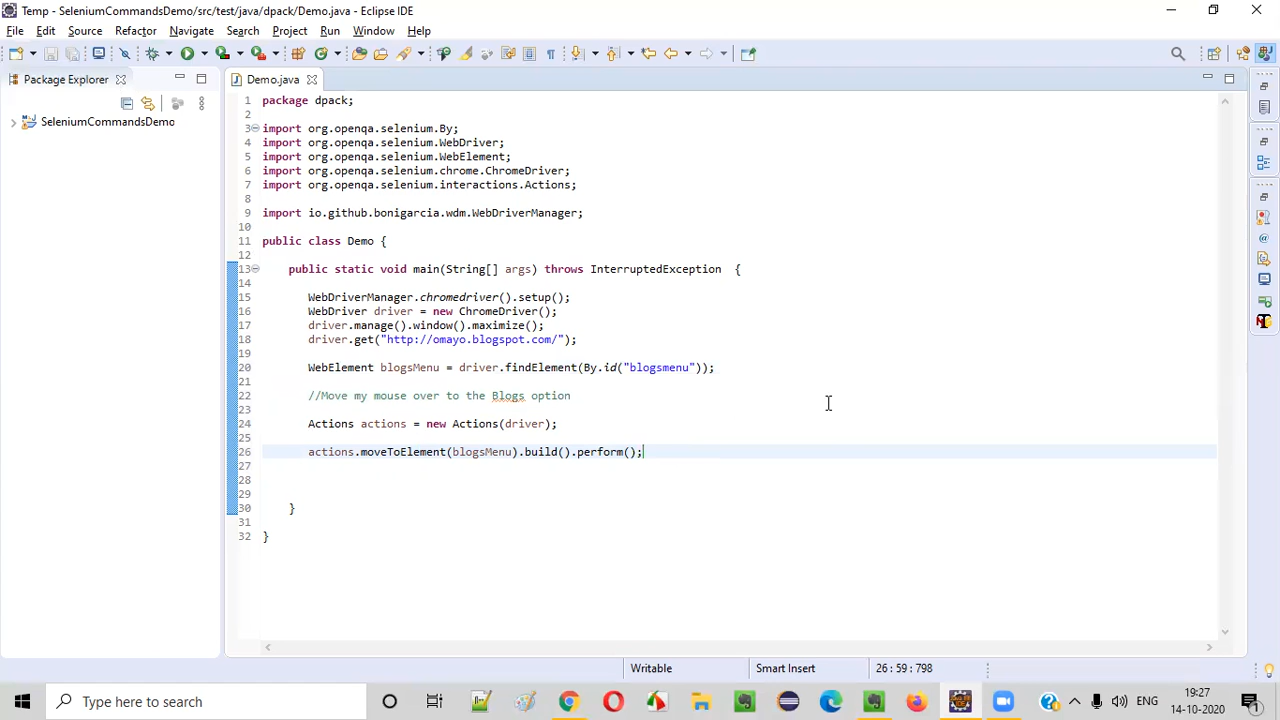 Temp - SeleniumCommandsDemo/src/test/java/dpack/Demo.java - Eclipse IDE
File Edit Source Refactor Navigate Search Project Run Window Help
Package Explorer
Demo.java
SeleniumCommandsDemo
1 package dpack;
2
3 import org.openqa.selenium.By;
4 import org.openqa.selenium.WebDriver;
5 import org.openqa.selenium.WebElement;
6 import org.openqa.selenium.chrome.ChromeDriver;
7 import org.openqa.selenium.interactions.Actions;
8
9 import io.github.bonigarcia.wdm.WebDriverManager;
10
11 public class Demo {
12
13 public static void main(String[] args) throws InterruptedException {
14
15 WebDriverManager.chromedriver().setup();
16 WebDriver driver = new ChromeDriver();
17 driver.manage().window().maximize();
18 driver.get("http://omayo.blogspot.com/");
19
20 WebElement blogsMenu = driver.findElement(By.id("blogsmenu"));
21
22 //Move my mouse over to the Blogs option
23
24 Actions actions = new Actions(driver);
25
26 actions.moveToElement(blogsMenu).build().perform();
27
28
29
30 }
31
32 }
Writable Smart Insert 26 : 59 : 798
Type here to search
ENG
19:27
14-10-2020